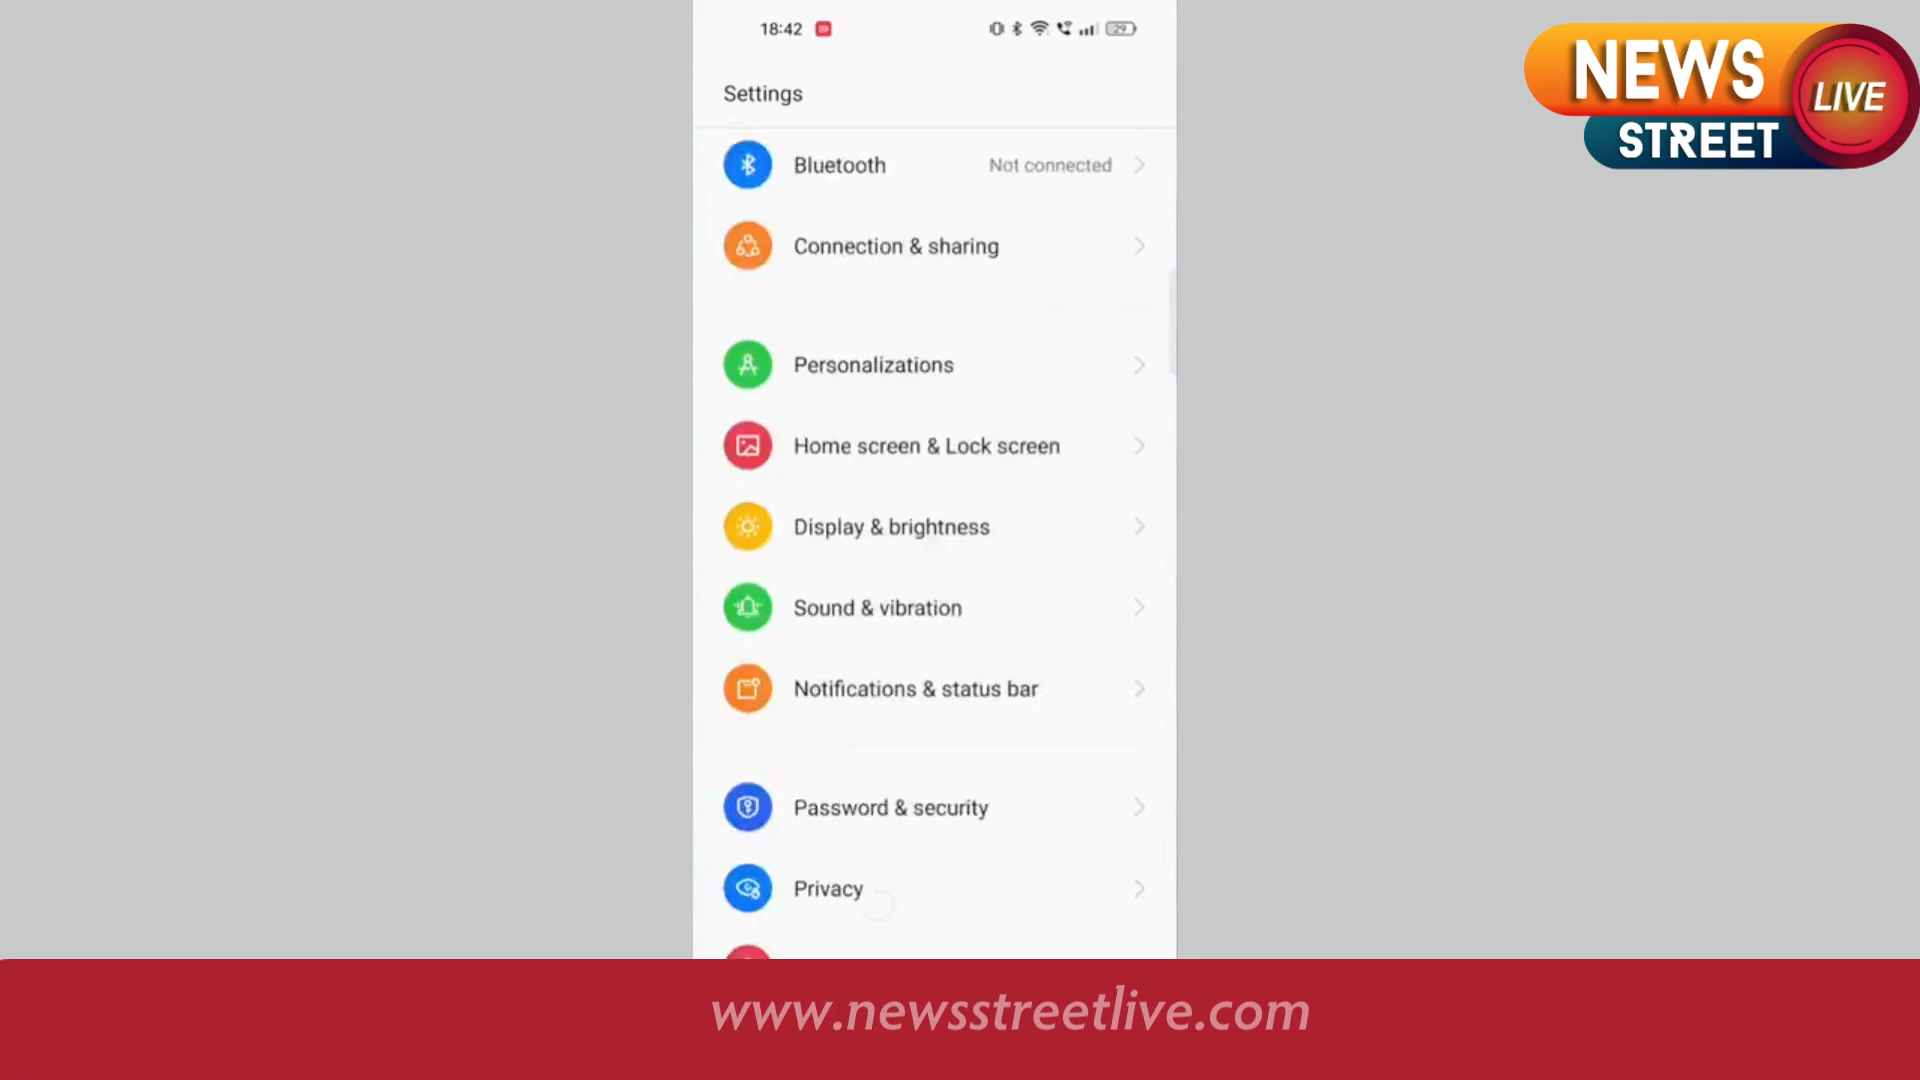 18:42
29
Settings
Bluetooth Not connected
Connection & sharing
Personalizations
Home screen & Lock screen
Display & brightness
Sound & vibration
Notifications & status bar
Password & security
Privacy
NEWS
STREET
LIVE
www.newsstreetlive.com